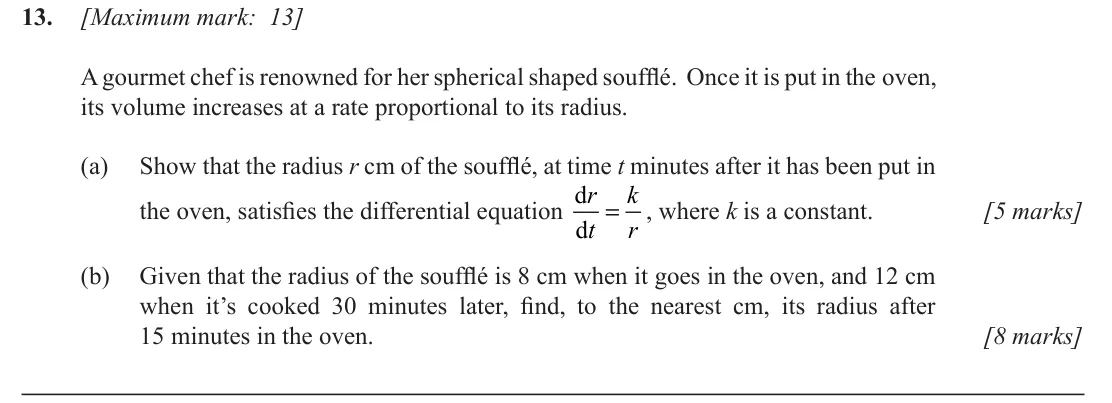 13. [Maximum mark: 13]
A gourmet chef is renowned for her spherical shaped soufflé. Once it is put in the oven,
its volume increases at a rate proportional to its radius.
(a) Show that the radius r cm of the soufflé, at time t minutes after it has been put in
the oven, satisfies the differential equation dr/dt = k/r, where k is a constant. [5 marks]
(b) Given that the radius of the soufflé is 8 cm when it goes in the oven, and 12 cm
when it's cooked 30 minutes later, find, to the nearest cm, its radius after
15 minutes in the oven. [8 marks]